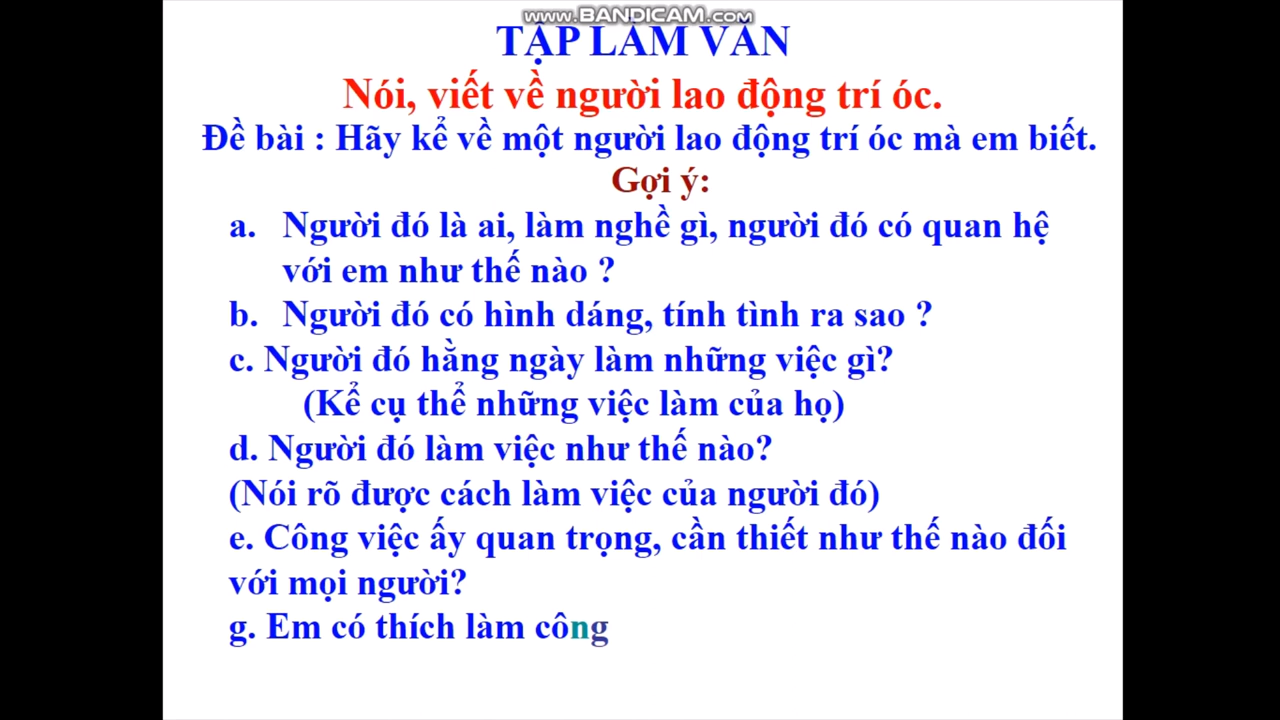 www.BANDICAM.com
TẬP LÀM VĂN
Nói, viết về người lao động trí óc.
Đề bài : Hãy kể về một người lao động trí óc mà em biết.
Gợi ý:
a. Người đó là ai, làm nghề gì, người đó có quan hệ
với em như thế nào ?
b. Người đó có hình dáng, tính tình ra sao ?
c. Người đó hằng ngày làm những việc gì?
(Kể cụ thể những việc làm của họ)
d. Người đó làm việc như thế nào?
(Nói rõ được cách làm việc của người đó)
e. Công việc ấy quan trọng, cần thiết như thế nào đối
với mọi người?
g. Em có thích làm công